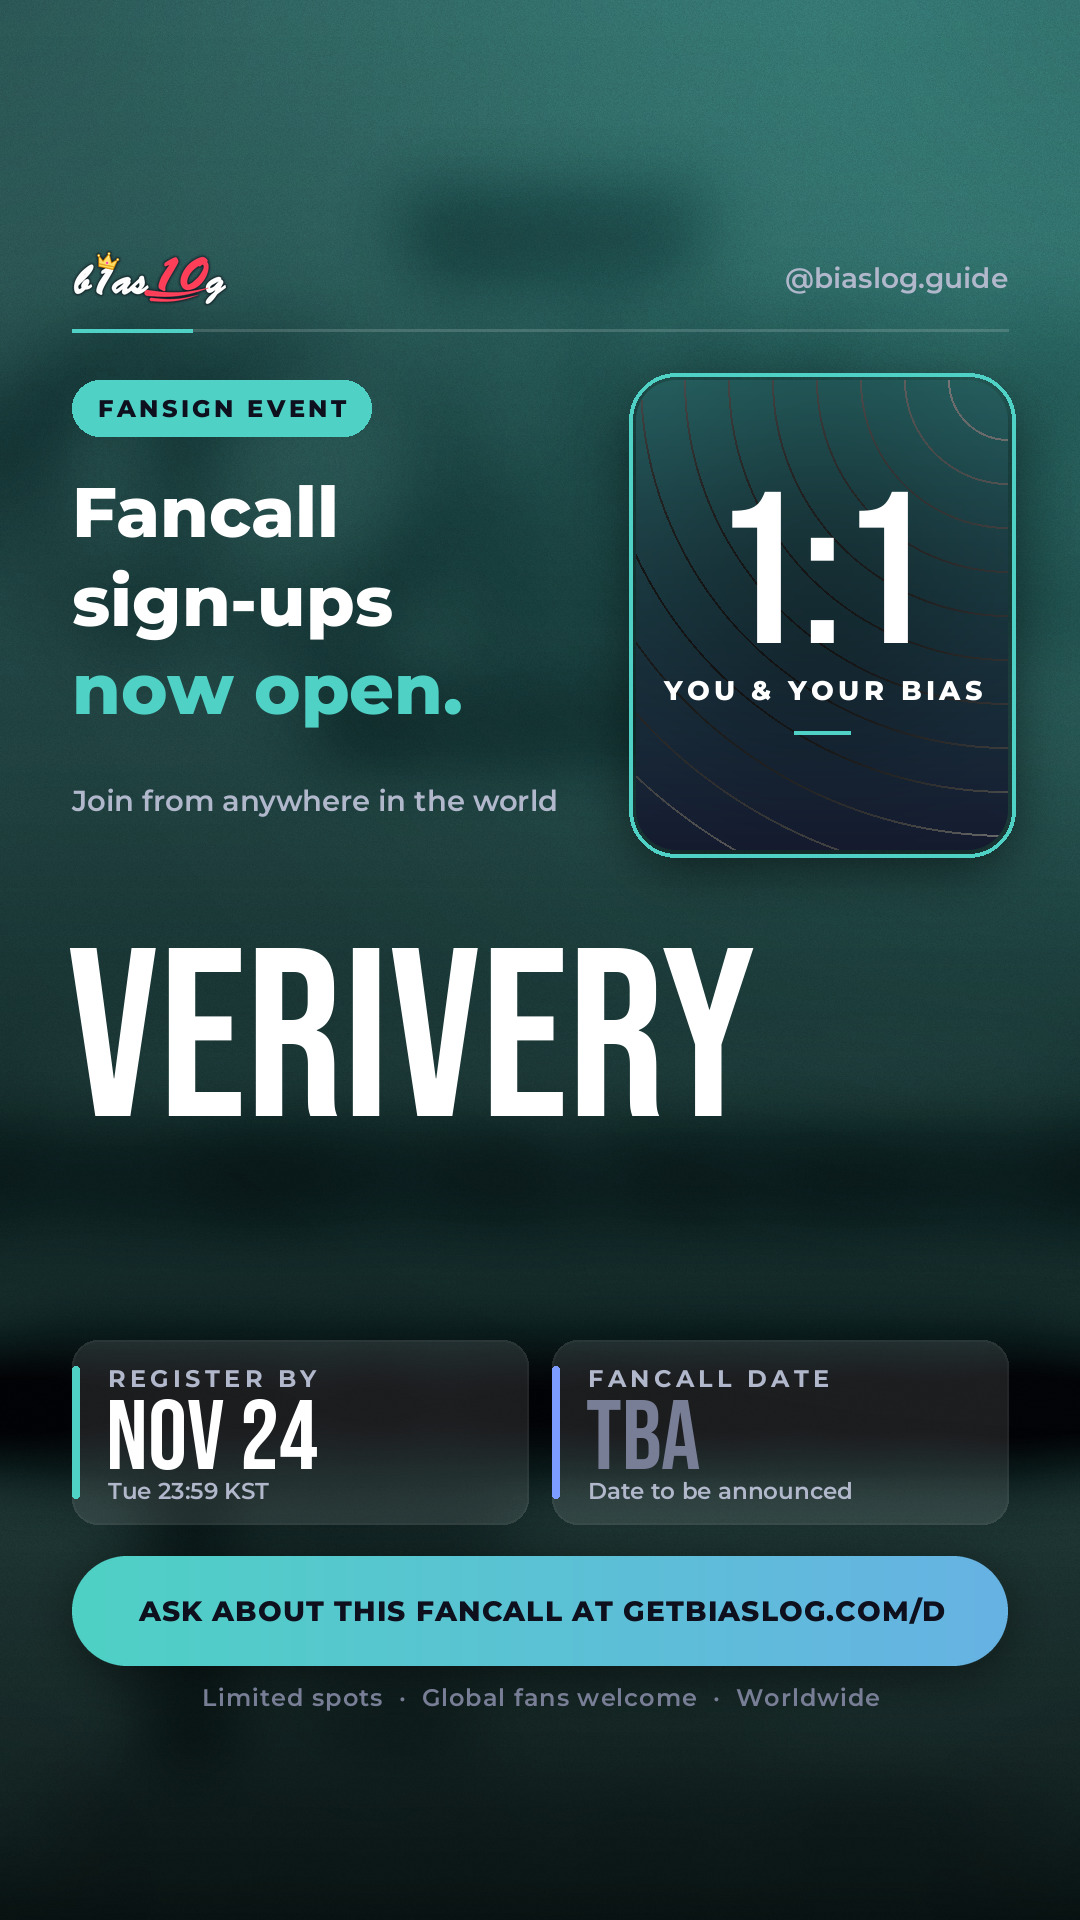 b1as10g
@biaslog.guide
FANSIGN EVENT
Fancall
sign-ups
now open.
Join from anywhere in the world
1:1
YOU & YOUR BIAS
VERIVERY
REGISTER BY
NOV 24
Tue 23:59 KST
FANCALL DATE
TBA
Date to be announced
ASK ABOUT THIS FANCALL AT GETBIASLOG.COM/D
Limited spots · Global fans welcome · Worldwide